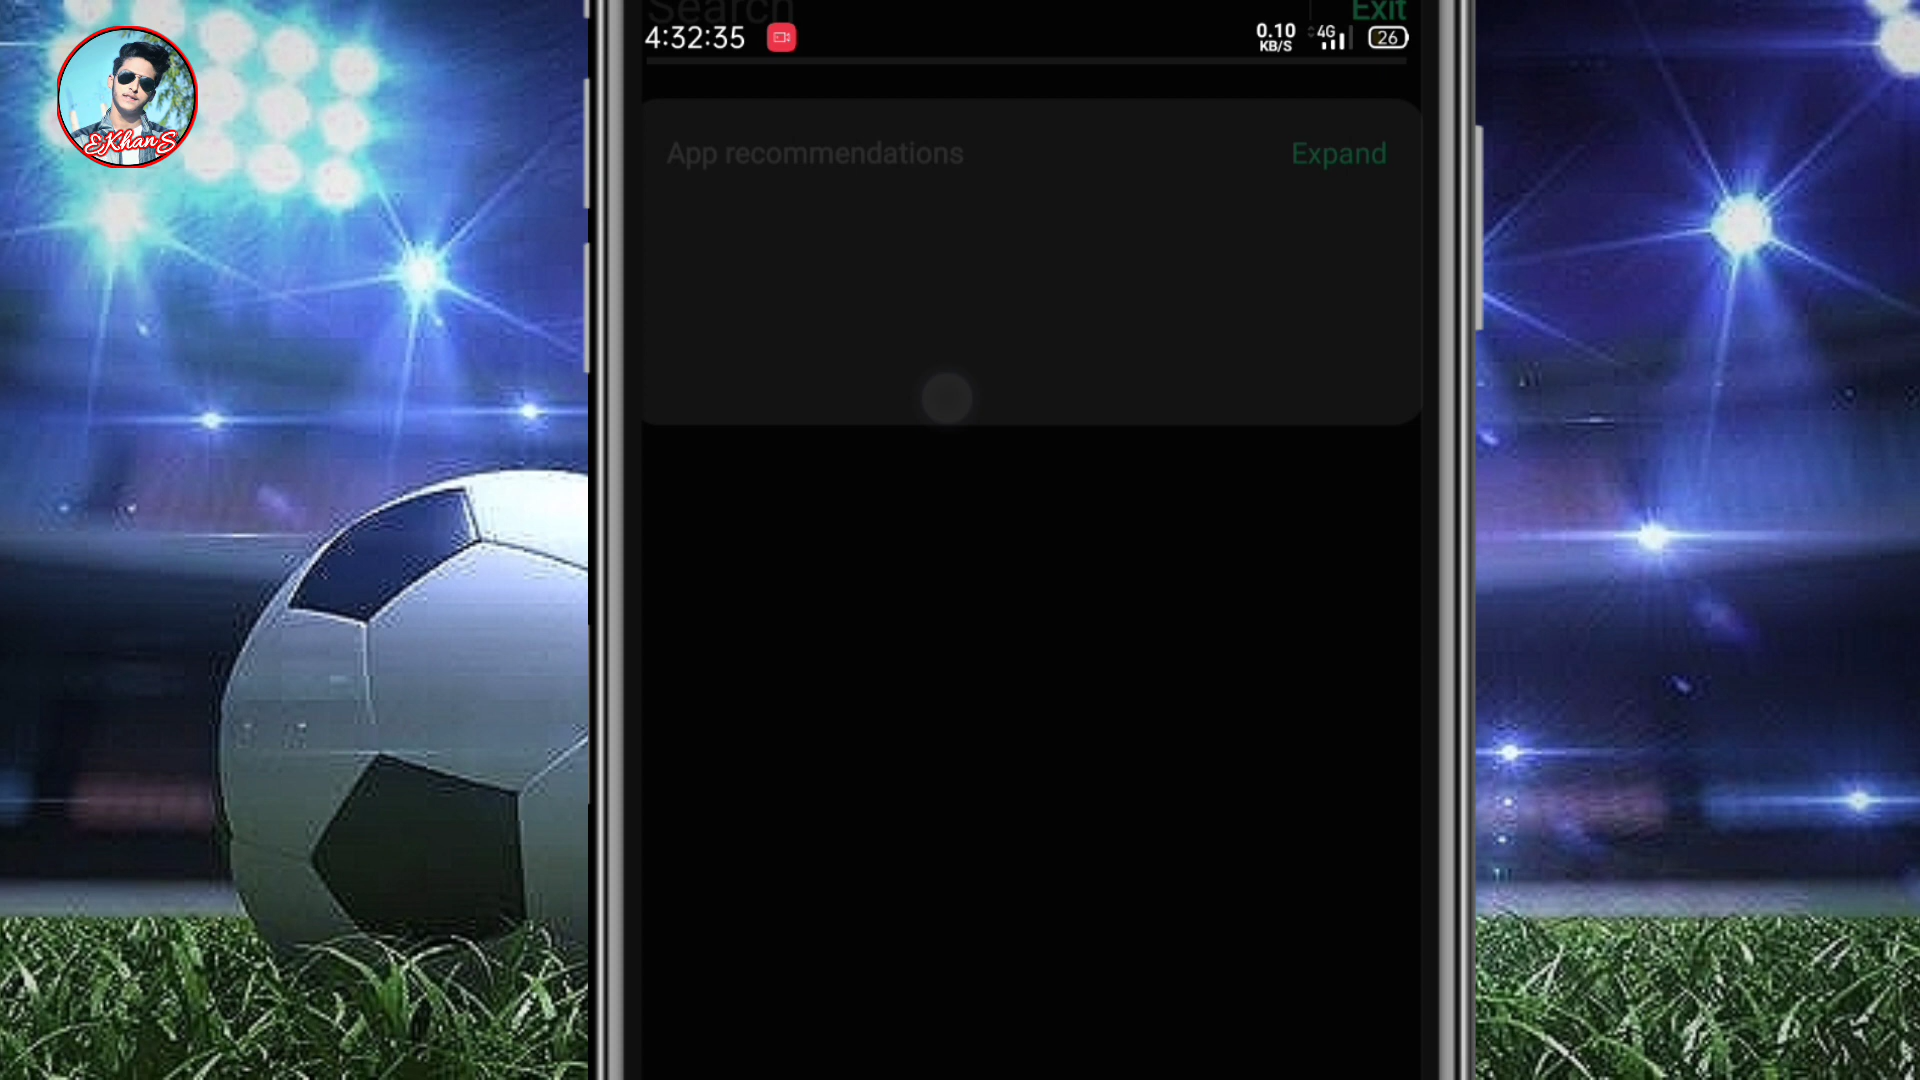 EKhanS
Search
Exit
4:32:35
0.10
KB/S
4G
26
App recommendations
Expand